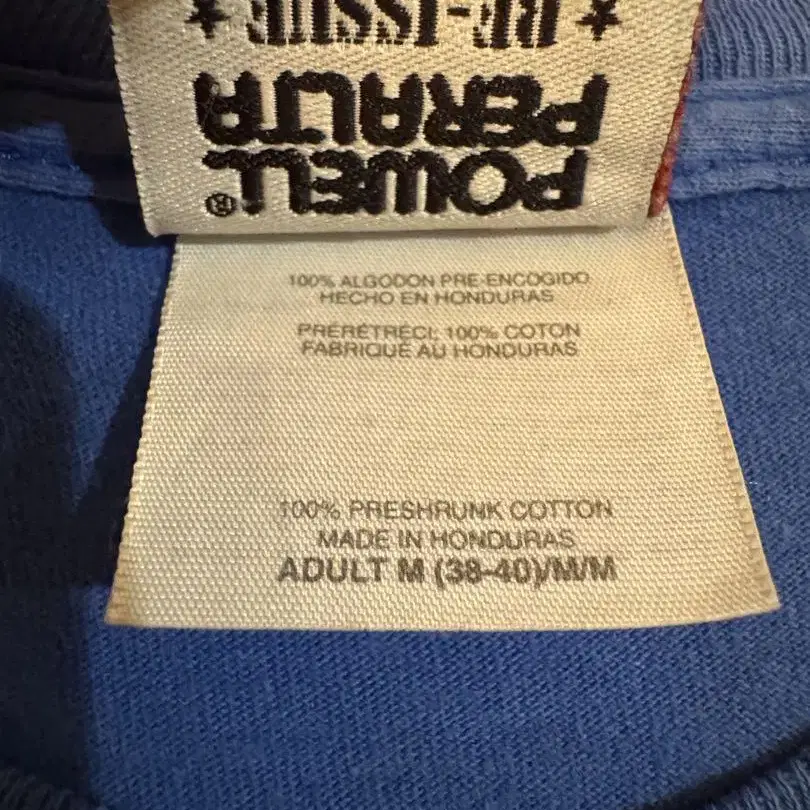 ★ RE-ISSUE ★
POWELL
PERALTA
®
100% ALGODON PRE-ENCOGIDO
HECHO EN HONDURAS
PRÉRÉTRÉCI; 100% COTON
FABRIQUÉ AU HONDURAS
100% PRESHRUNK COTTON
MADE IN HONDURAS
ADULT M (38-40)/M/M